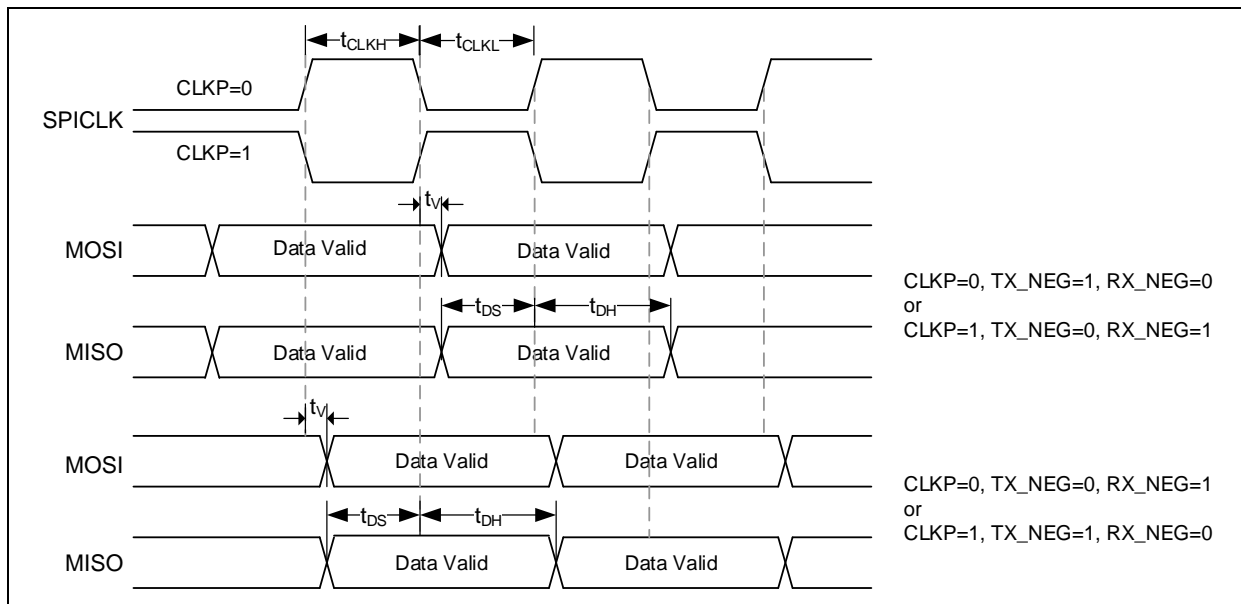 tCLKH tCLKL
CLKP=0
SPICLK
CLKP=1
tV
MOSI Data Valid Data Valid
CLKP=0, TX_NEG=1, RX_NEG=0
or
CLKP=1, TX_NEG=0, RX_NEG=1
tDS tDH
MISO Data Valid Data Valid
tV
MOSI Data Valid Data Valid
CLKP=0, TX_NEG=0, RX_NEG=1
or
CLKP=1, TX_NEG=1, RX_NEG=0
tDS tDH
MISO Data Valid Data Valid